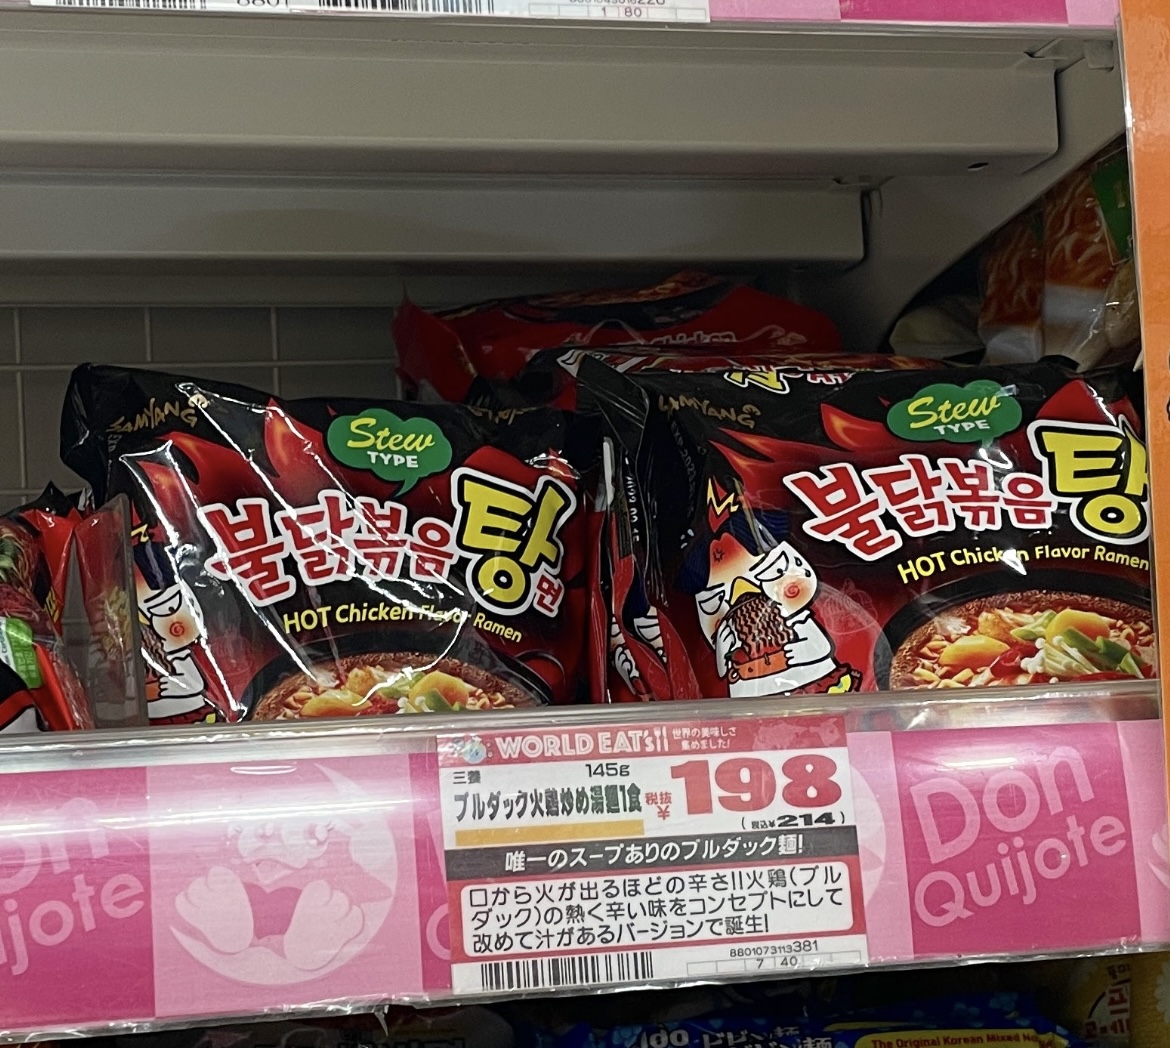 1 80
SAMYANG
Stew
TYPE
불닭볶음탕면
HOT Chicken Flavor Ramen
SAMYANG
Stew
TYPE
불닭볶음탕
HOT Chicken Flavor Ramen
WORLD EAT's!! 世界の美味しさ
集めました!
三養 145g
ブルダック火鶏炒め湯麺1食 税抜¥198
(税込¥214)
唯一のスープありのブルダック麺!
口から火が出るほどの辛さ!!火鶏(ブル
ダック)の熱く辛い味をコンセプトにして
改めて汁があるバージョンで誕生!
8801073113381
7 40
Don
Quijote
The Original Korean Mixed